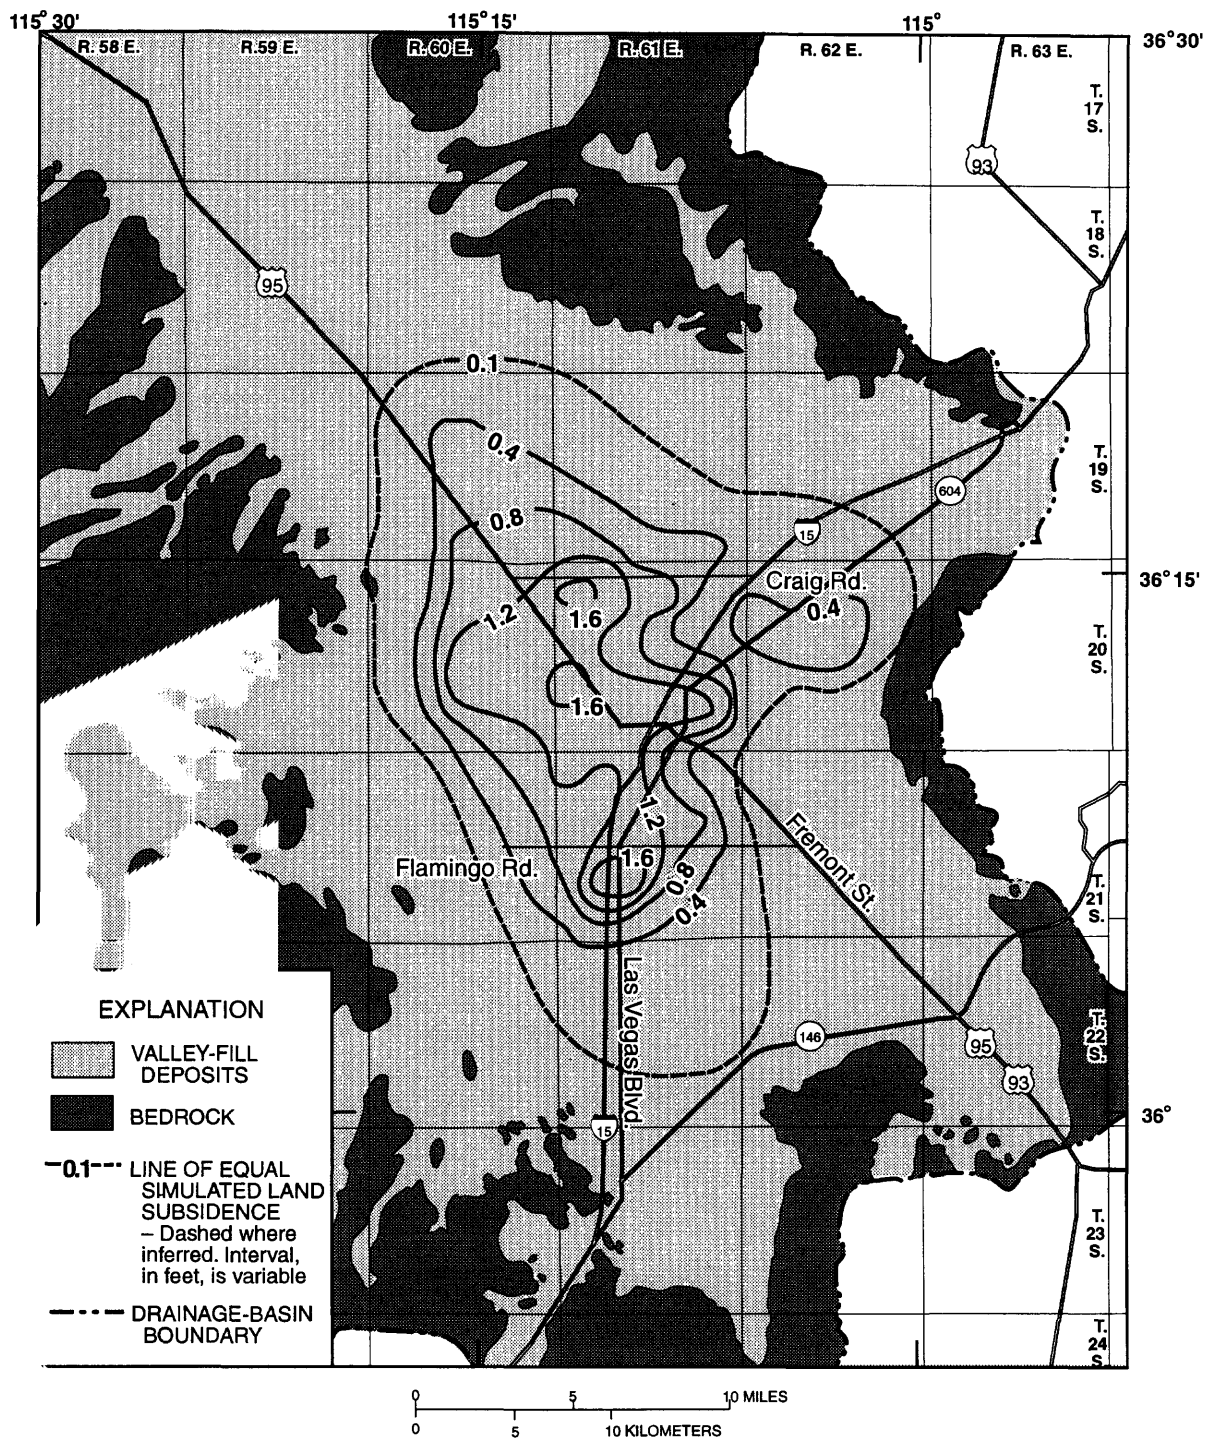 115° 30'
115° 15'
115°
R. 58 E.
R.59 E.
R. 60 E.
R. 61 E.
R. 62 E.
R. 63 E.
36° 30'
T.
17
S.
93
T.
18
S.
95
0.1
0.4
T.
19
S.
604
0.8
15
Craig Rd.
36° 15'
1.2
1.6
0.4
T.
20
S.
1.6
1.2
Fremont St.
Flamingo Rd.
1.6
0.8
0.4
T.
21
S.
Las Vegas Blvd.
EXPLANATION
VALLEY-FILL
DEPOSITS
BEDROCK
0.1
LINE OF EQUAL
SIMULATED LAND
SUBSIDENCE
– Dashed where
inferred. Interval,
in feet, is variable
DRAINAGE-BASIN
BOUNDARY
146
95
93
T.
22
S.
15
36°
T.
23
S.
T.
24
S.
0 5 10 MILES
0 5 10 KILOMETERS